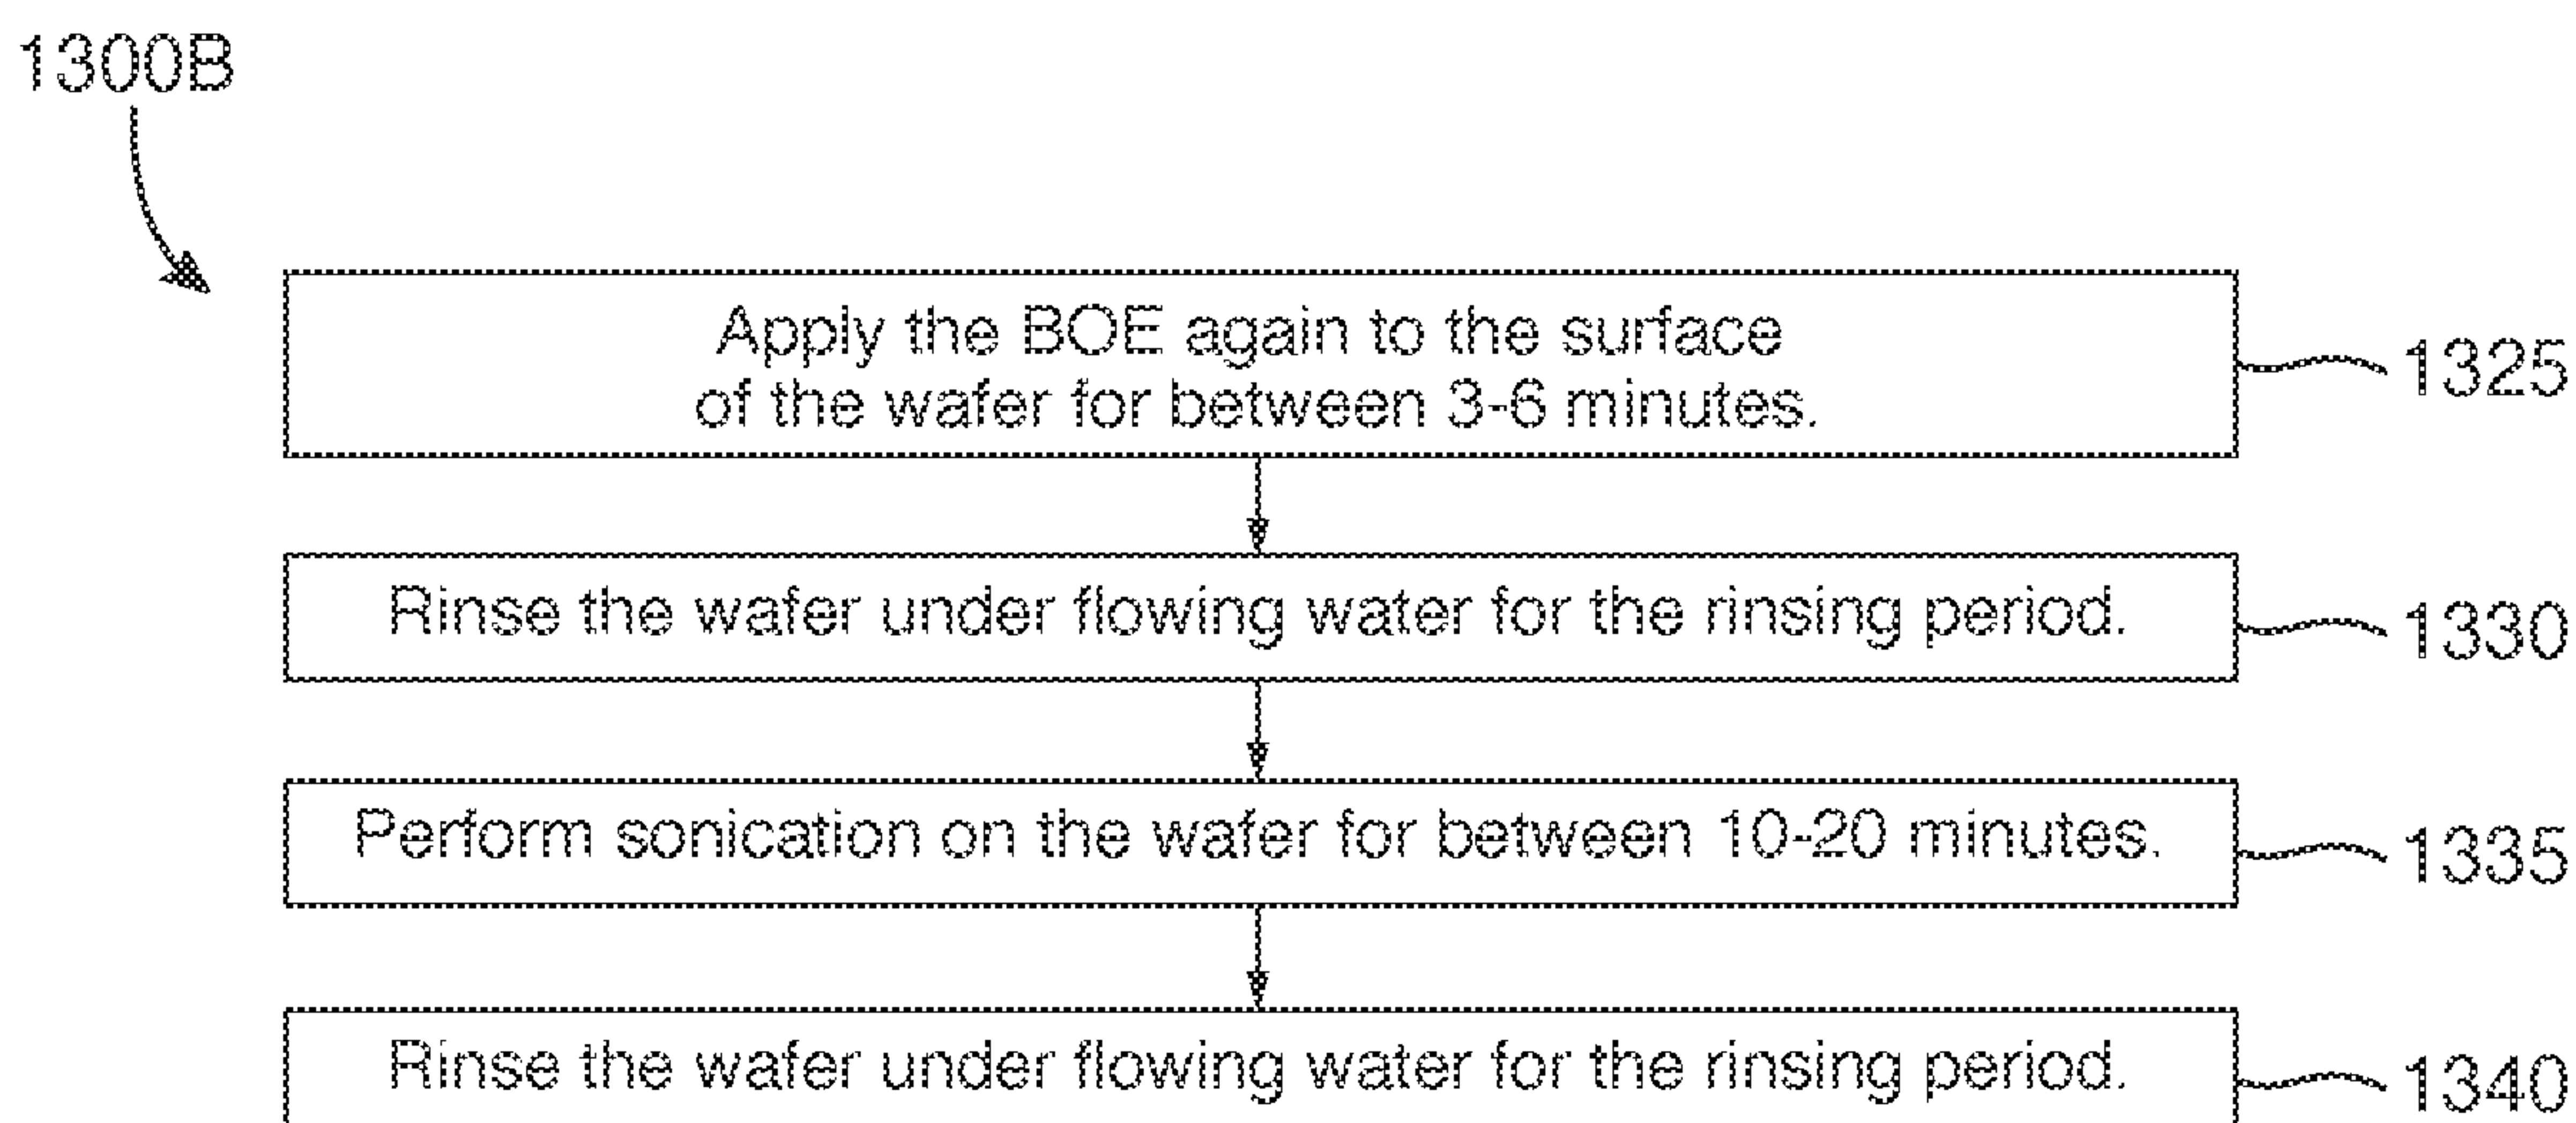 1300B
Apply the BOE again to the surface
of the wafer for between 3-6 minutes.
1325
Rinse the wafer under flowing water for the rinsing period.
1330
Perform sonication on the wafer for between 10-20 minutes.
1335
Rinse the wafer under flowing water for the rinsing period.
1340